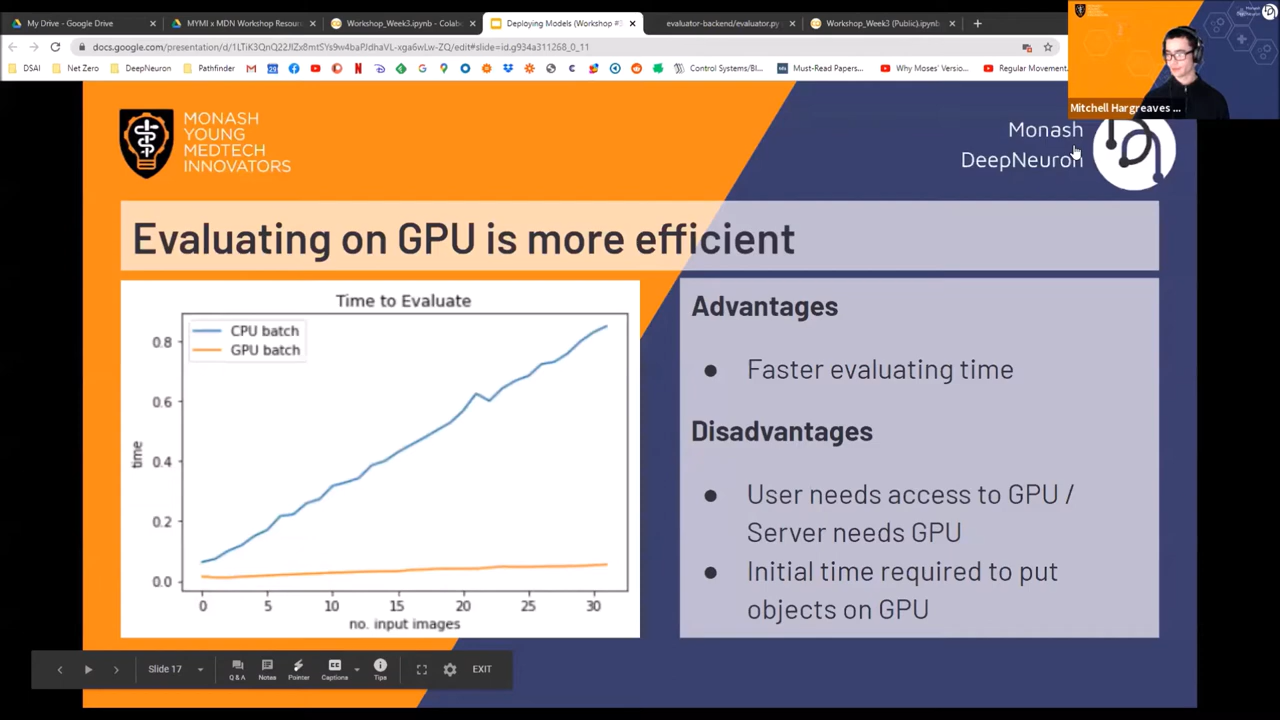 My Drive - Google Drive
MYMI x MDN Workshop Resour
Workshop_Week3.ipynb - Colab
Deploying Models (Workshop #3
evaluator-backend/evaluator.py
Workshop_Week3 (Public).ipynb
docs.google.com/presentation/d/1LTiK3QnQ22JlZx8mtSYs9w4baPJdhaVL-xga6wLw-ZQ/edit#slide=id.g934a311268_0_11
DSAI
Net Zero
DeepNeuron
Pathfinder
Control Systems/BI...
Must-Read Papers...
Why Moses' Versio...
Regular Movement...
Mitchell Hargreaves ...
MONASH
YOUNG
MEDTECH
INNOVATORS
Monash
DeepNeuron
Evaluating on GPU is more efficient
Time to Evaluate
CPU batch
GPU batch
0.8
0.6
0.4
0.2
0.0
time
0 5 10 15 20 25 30
no. input images
Advantages
● Faster evaluating time
Disadvantages
● User needs access to GPU /
Server needs GPU
● Initial time required to put
objects on GPU
Slide 17
Q & A
Notes
Pointer
Captions
Tips
EXIT